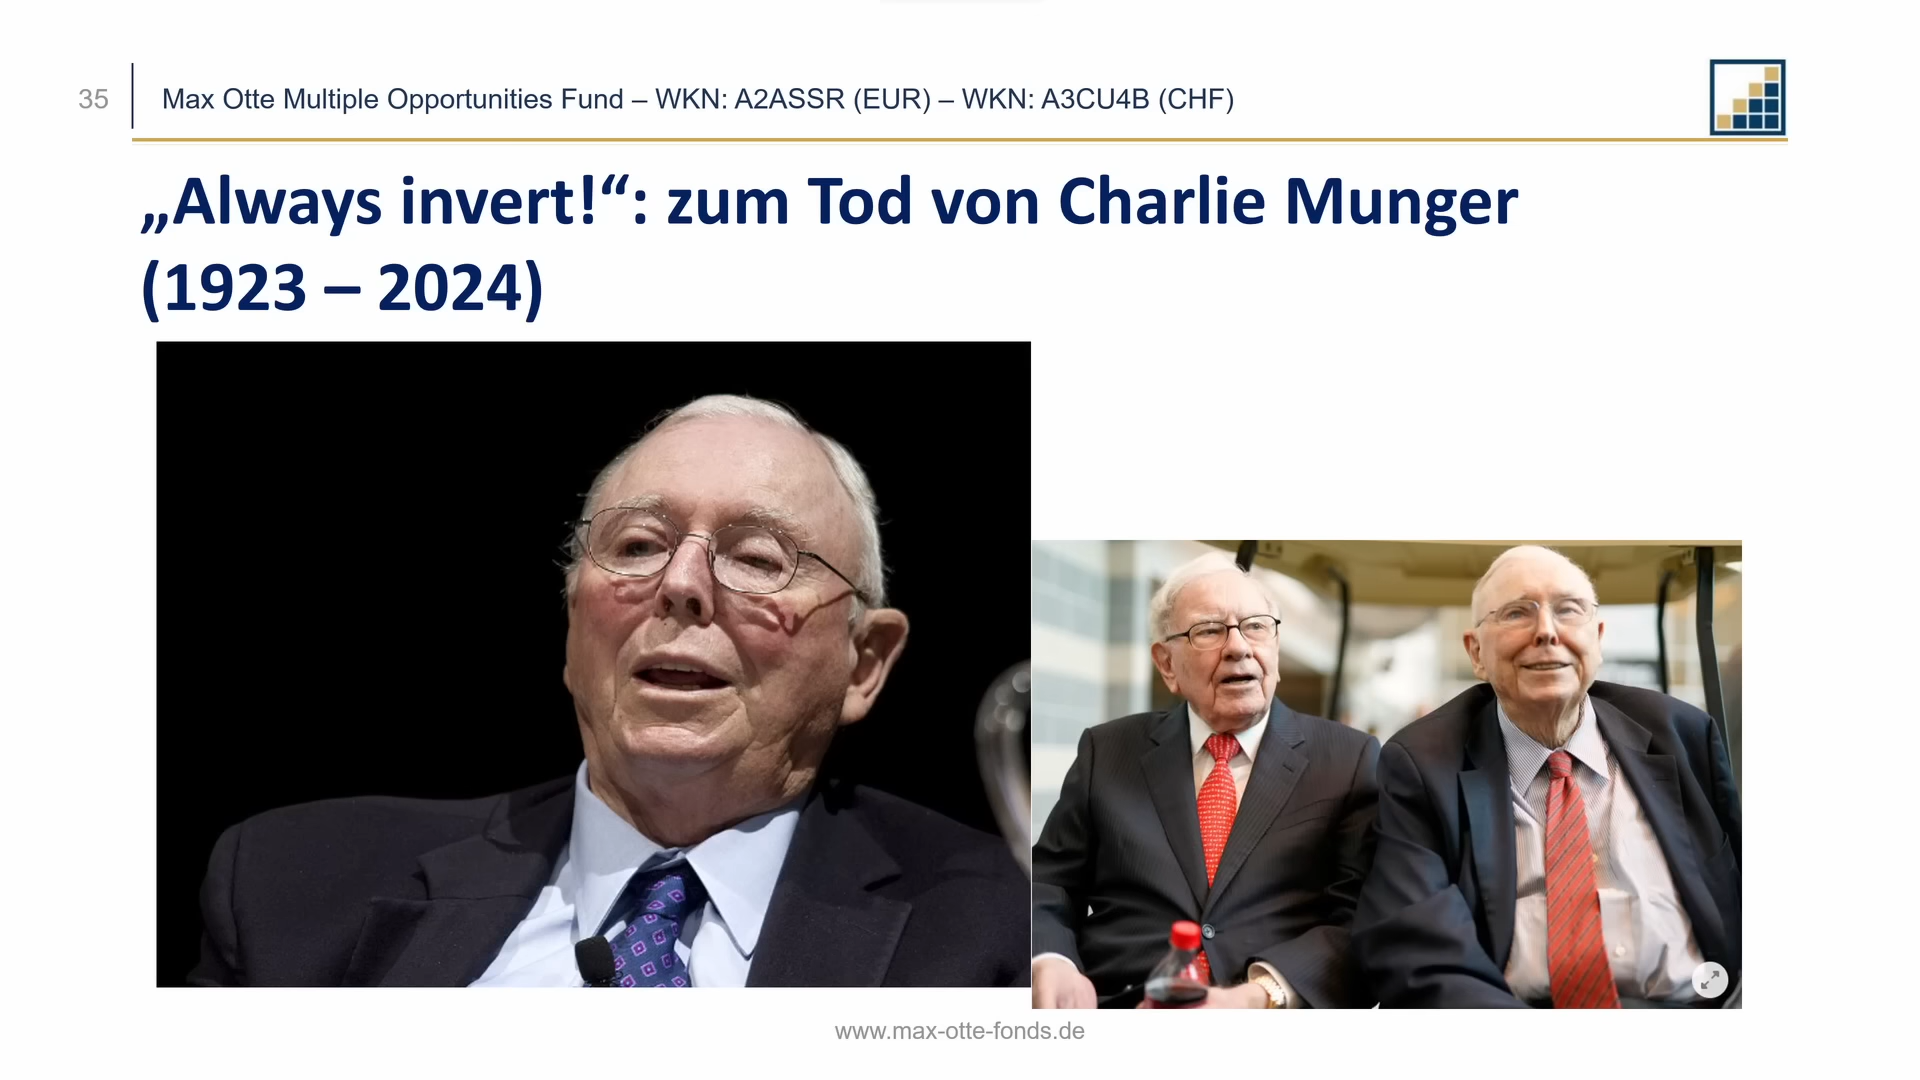 35
Max Otte Multiple Opportunities Fund – WKN: A2ASSR (EUR) – WKN: A3CU4B (CHF)
„Always invert!“: zum Tod von Charlie Munger
(1923 – 2024)
www.max-otte-fonds.de